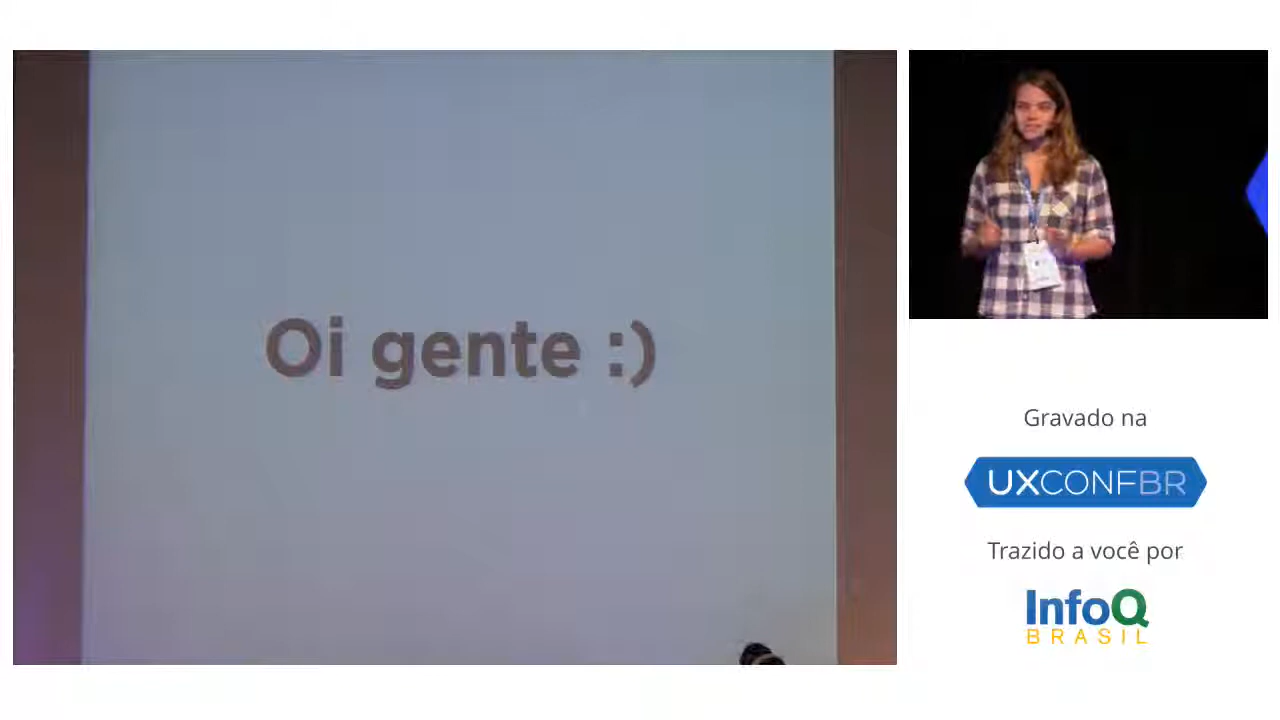 Oi gente :)
Gravado na
UXCONFBR
Trazido a você por
InfoQ
BRASIL